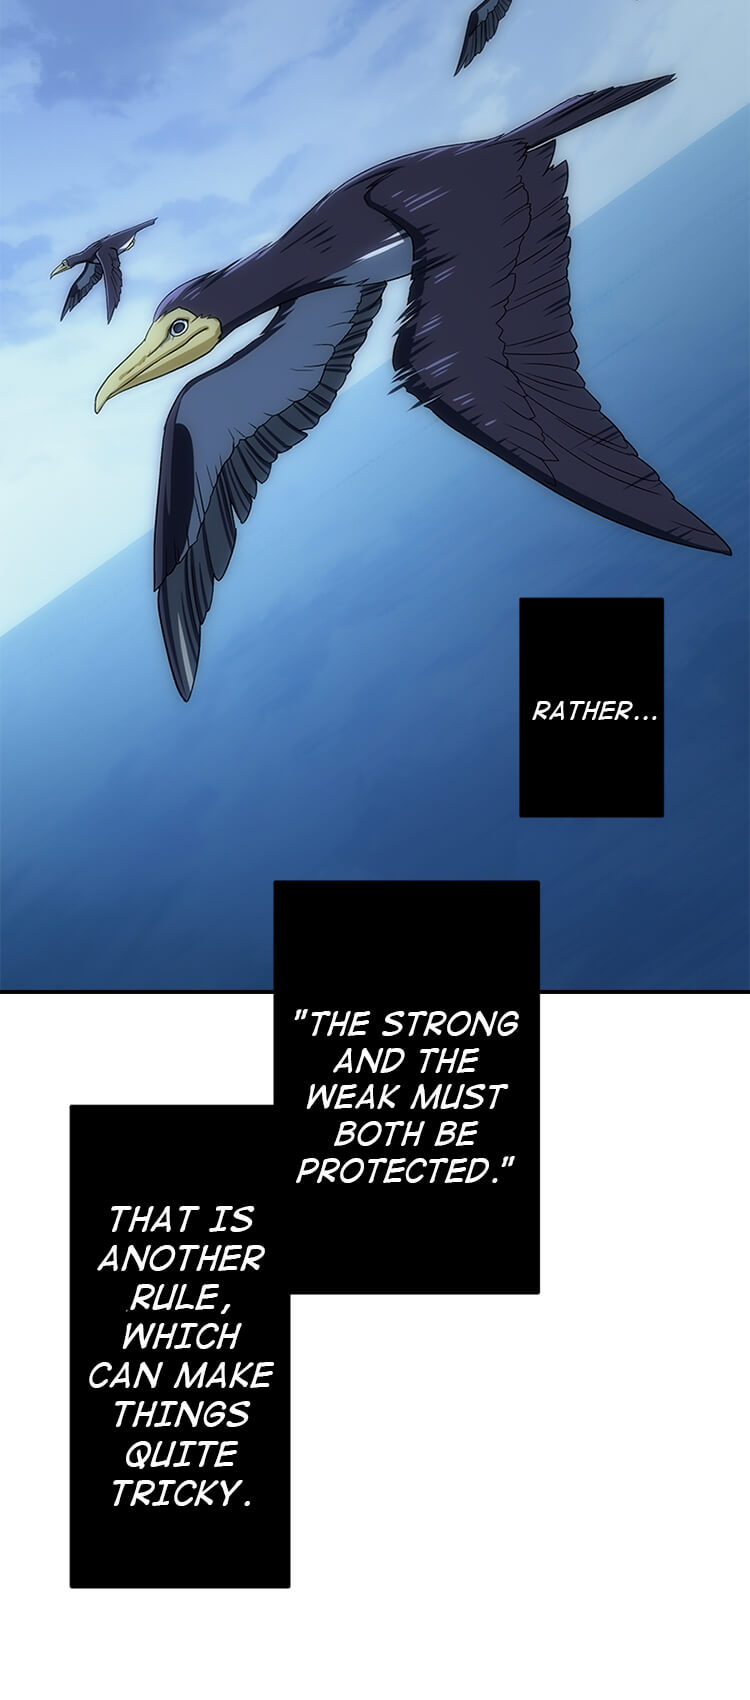 RATHER...
"THE STRONG
AND THE
WEAK MUST
BOTH BE
PROTECTED."
THAT IS
ANOTHER
RULE,
WHICH
CAN MAKE
THINGS
QUITE
TRICKY.